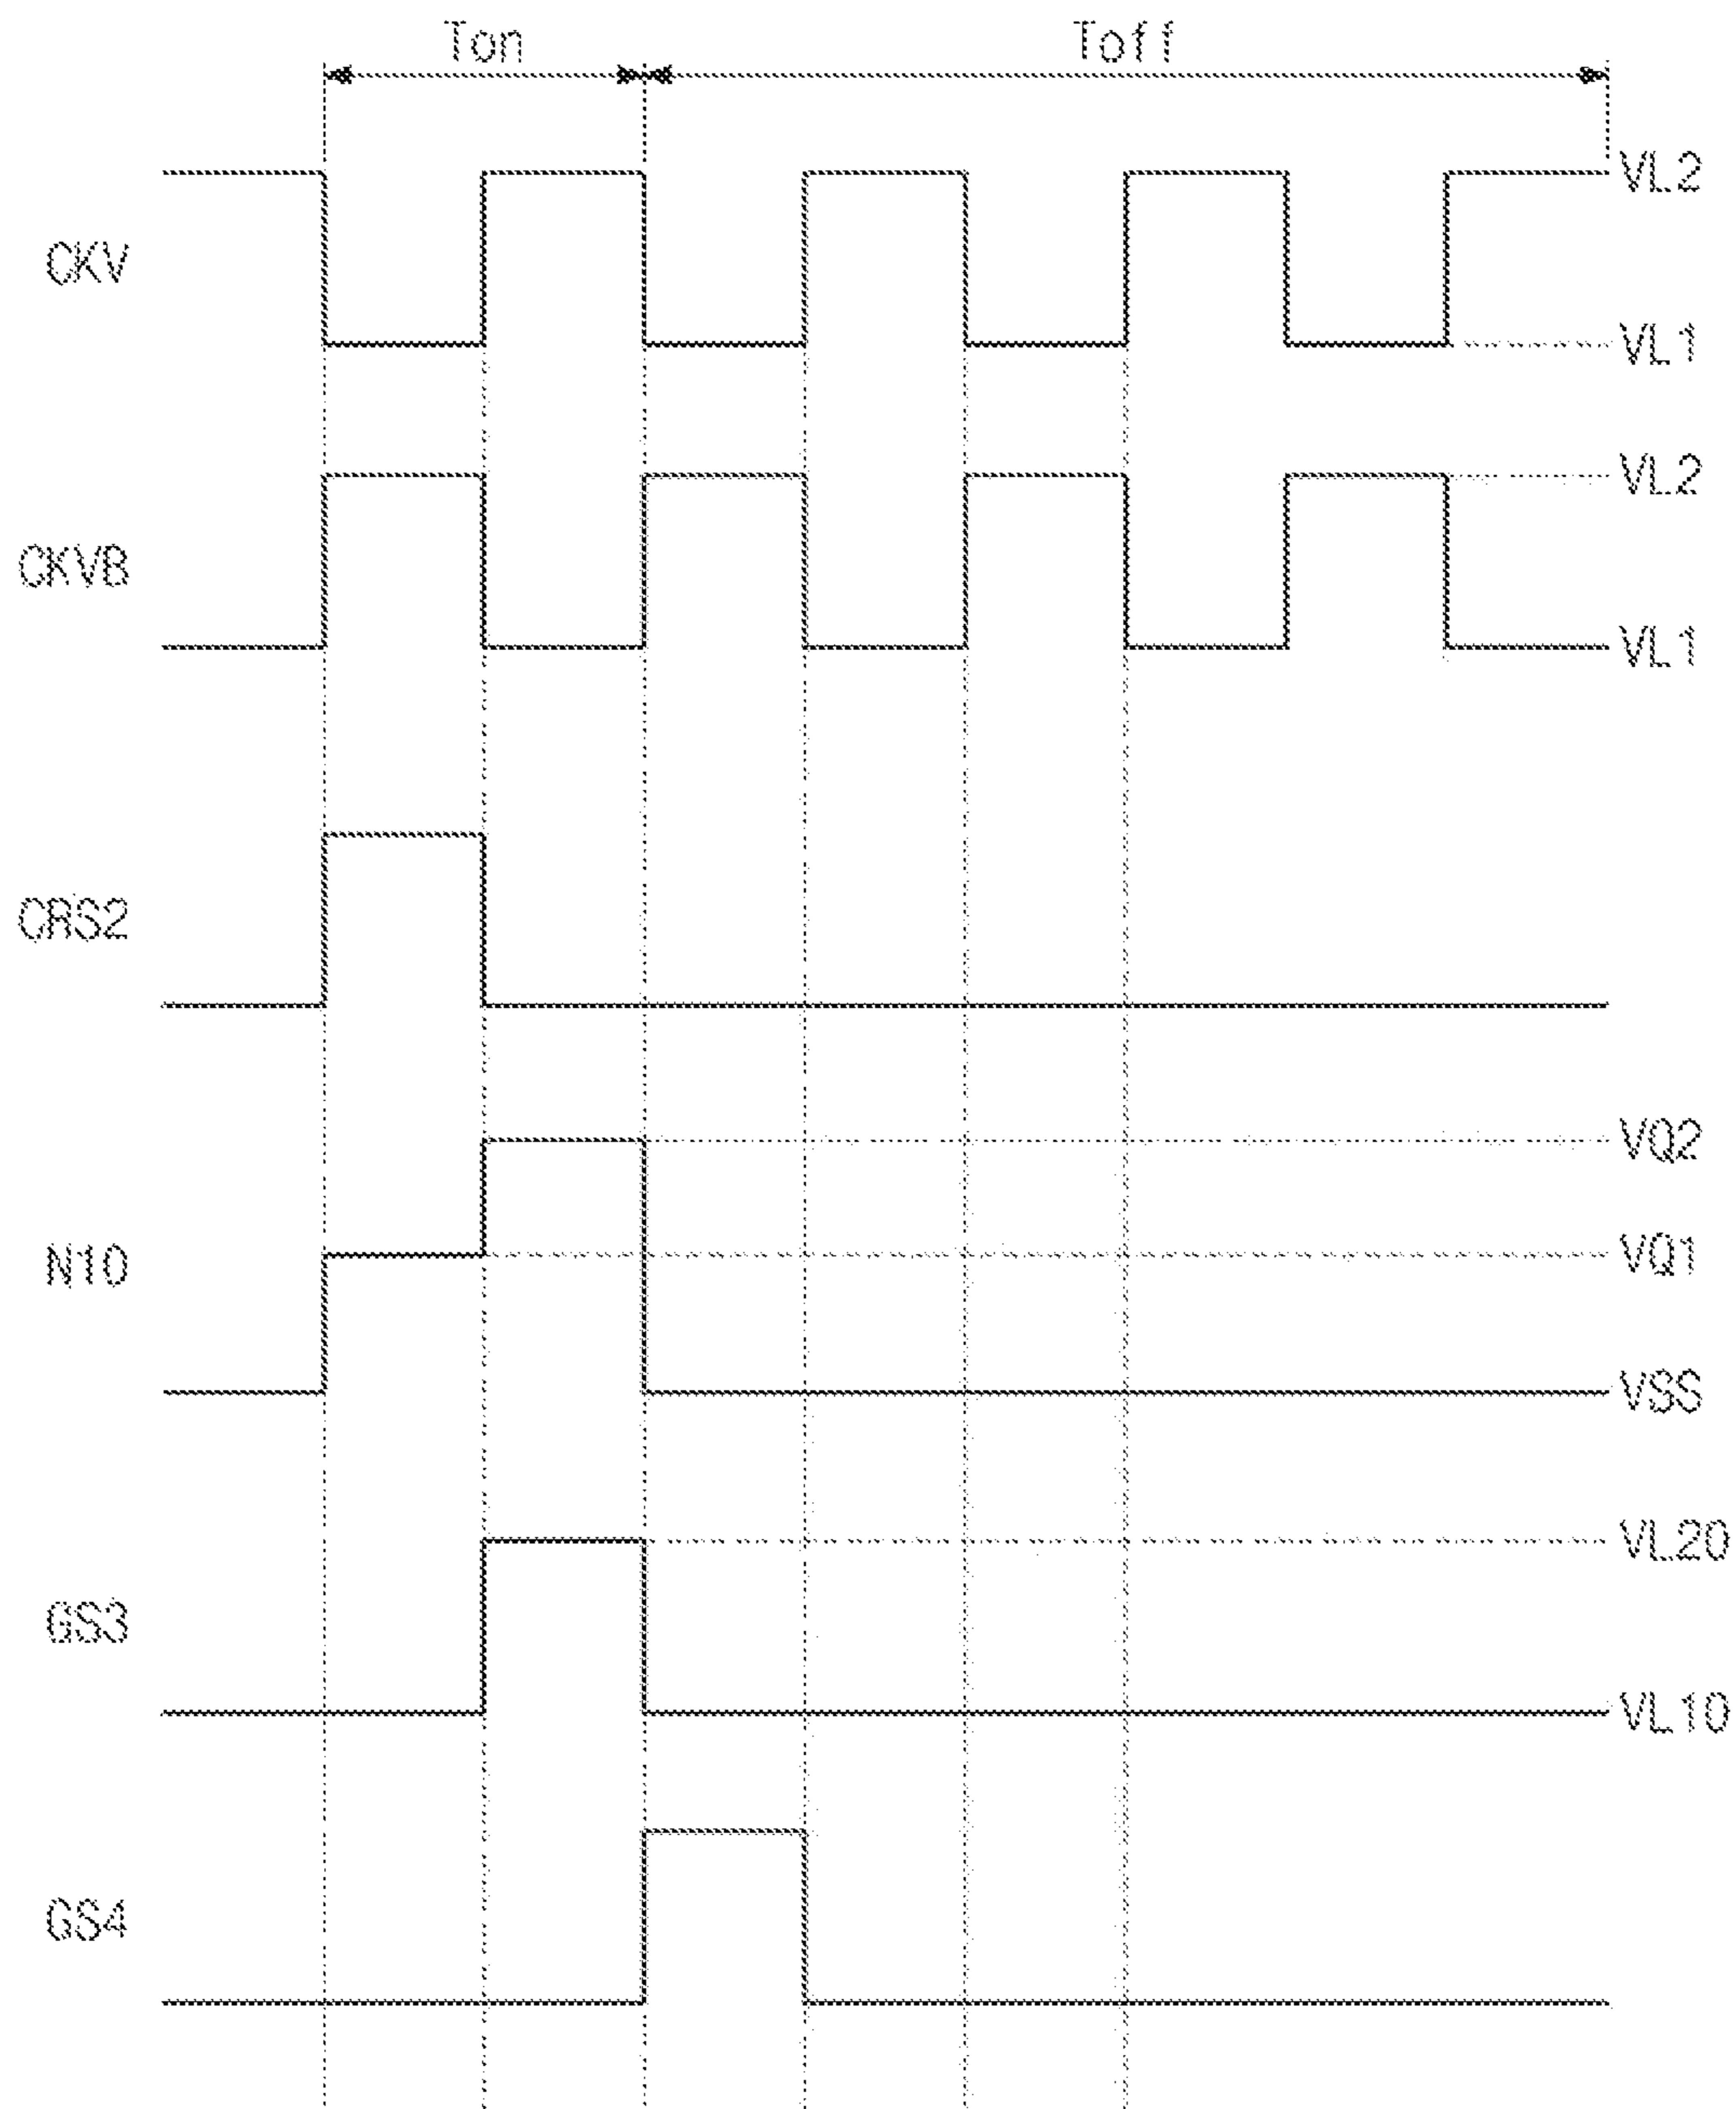 Ton Toff
VL2
CKV
VL1
VL2
CKVB
VL1
CRS2
VQ2
N10 VQ1
VSS
VL20
GS3
VL10
GS4